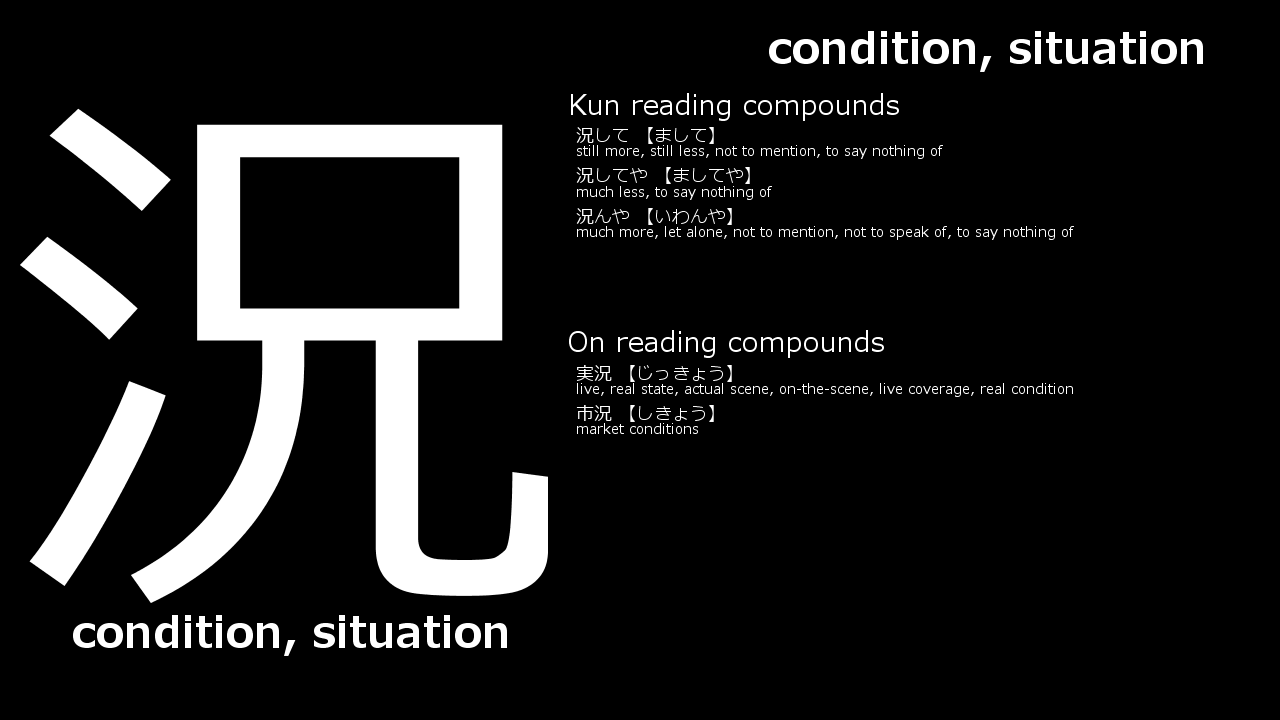 condition, situation
況
condition, situation
Kun reading compounds
況して 【まして】
still more, still less, not to mention, to say nothing of
況してや 【ましてや】
much less, to say nothing of
況んや 【いわんや】
much more, let alone, not to mention, not to speak of, to say nothing of
On reading compounds
実況 【じっきょう】
live, real state, actual scene, on-the-scene, live coverage, real condition
市況 【しきょう】
market conditions